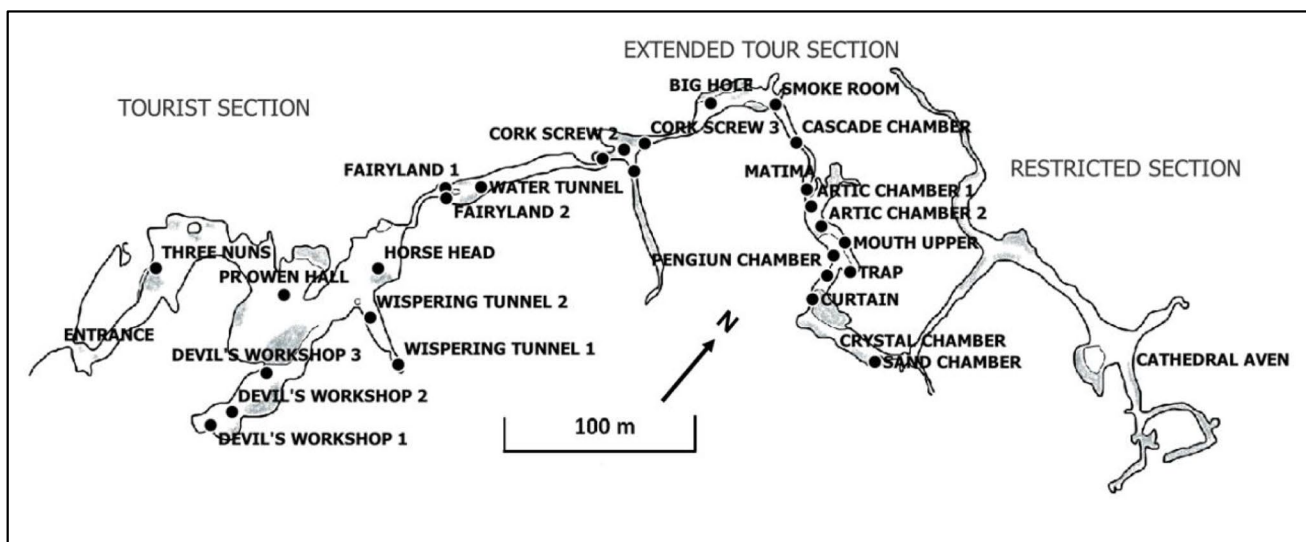 EXTENDED TOUR SECTION
TOURIST SECTION
BIG HOLE
SMOKE ROOM
CORK SCREW 2
CORK SCREW 3
CASCADE CHAMBER
FAIRYLAND 1
MATIMA
RESTRICTED SECTION
WATER TUNNEL
ARTIC CHAMBER 1
FAIRYLAND 2
ARTIC CHAMBER 2
THREE NUNS
HORSE HEAD
MOUTH UPPER
PR OWEN HALL
PENGIUN CHAMBER
TRAP
WISPERING TUNNEL 2
CURTAIN
N
ENTRANCE
CRYSTAL CHAMBER
DEVIL'S WORKSHOP 3
WISPERING TUNNEL 1
SAND CHAMBER
CATHEDRAL AVEN
DEVIL'S WORKSHOP 2
100 m
DEVIL'S WORKSHOP 1